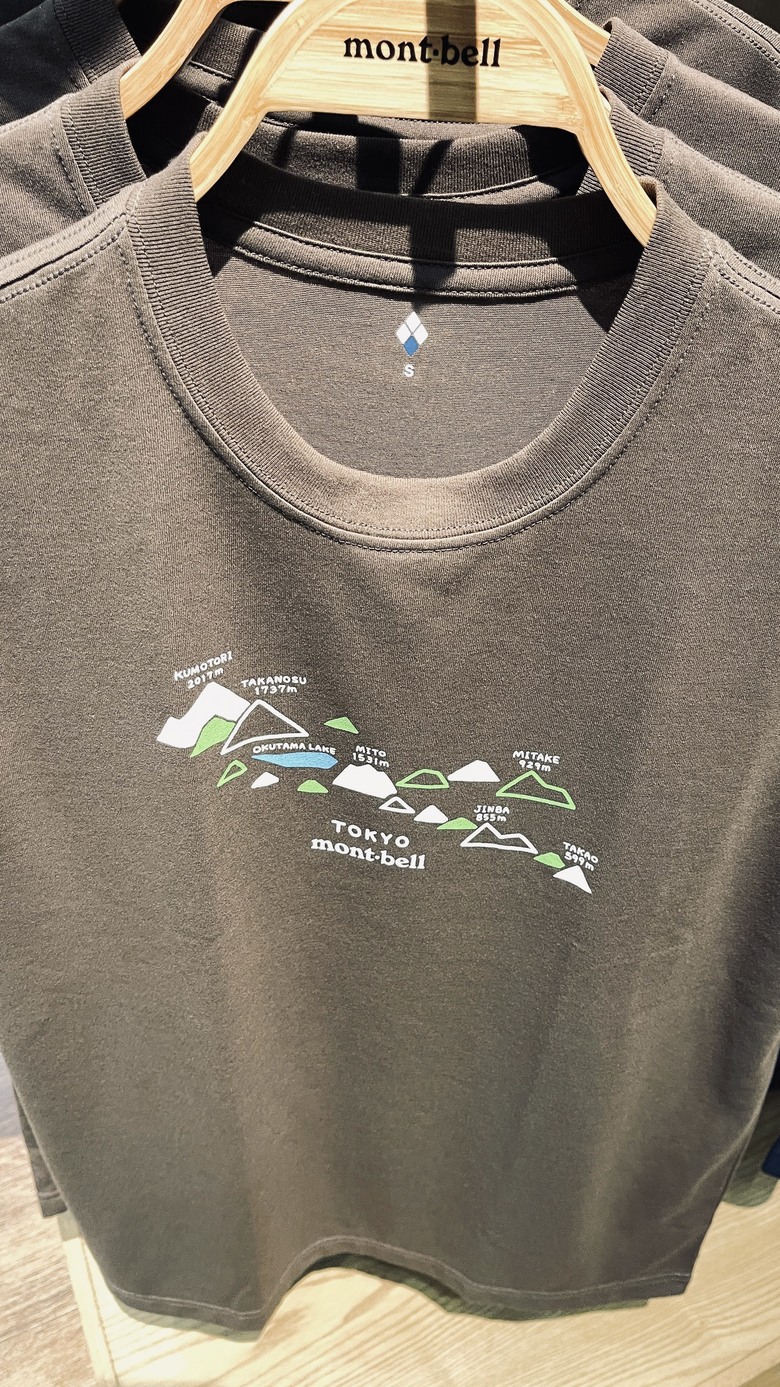 mont·bell
S
KUMOTORI
2017m
TAKANOSU
1737m
OKUTAMA LAKE
MITO
1531m
MITAKE
929m
JINBA
855m
TAKAO
599m
TOKYO
mont·bell